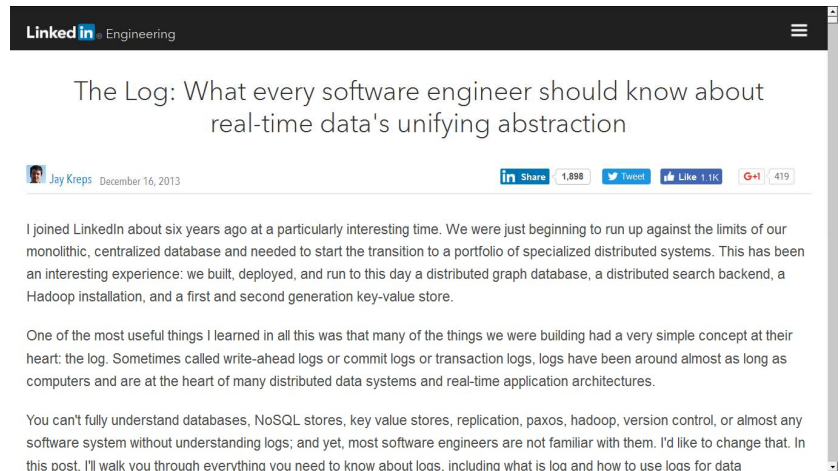 Linked in Engineering
The Log: What every software engineer should know about
real-time data's unifying abstraction
Jay Kreps December 16, 2013
in Share 1,898 Tweet Like 1.1K G+1 419
I joined LinkedIn about six years ago at a particularly interesting time. We were just beginning to run up against the limits of our
monolithic, centralized database and needed to start the transition to a portfolio of specialized distributed systems. This has been
an interesting experience: we built, deployed, and run to this day a distributed graph database, a distributed search backend, a
Hadoop installation, and a first and second generation key-value store.
One of the most useful things I learned in all this was that many of the things we were building had a very simple concept at their
heart: the log. Sometimes called write-ahead logs or commit logs or transaction logs, logs have been around almost as long as
computers and are at the heart of many distributed data systems and real-time application architectures.
You can't fully understand databases, NoSQL stores, key value stores, replication, paxos, hadoop, version control, or almost any
software system without understanding logs; and yet, most software engineers are not familiar with them. I'd like to change that. In
this post, I'll walk you through everything you need to know about logs, including what is log and how to use logs for data